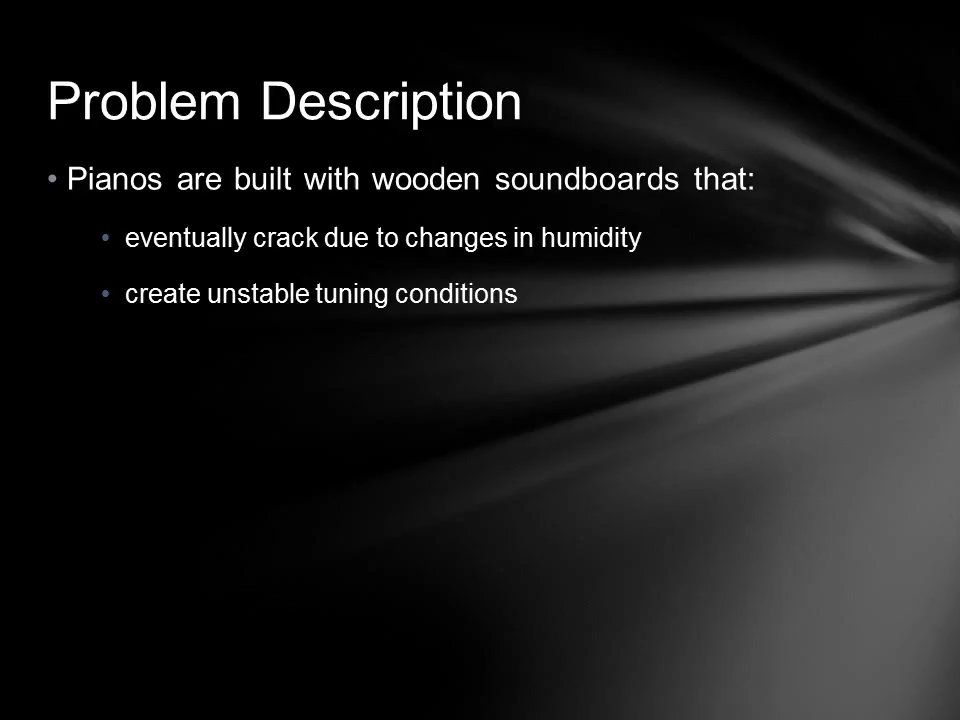 Problem Description
• Pianos are built with wooden soundboards that:
• eventually crack due to changes in humidity
• create unstable tuning conditions